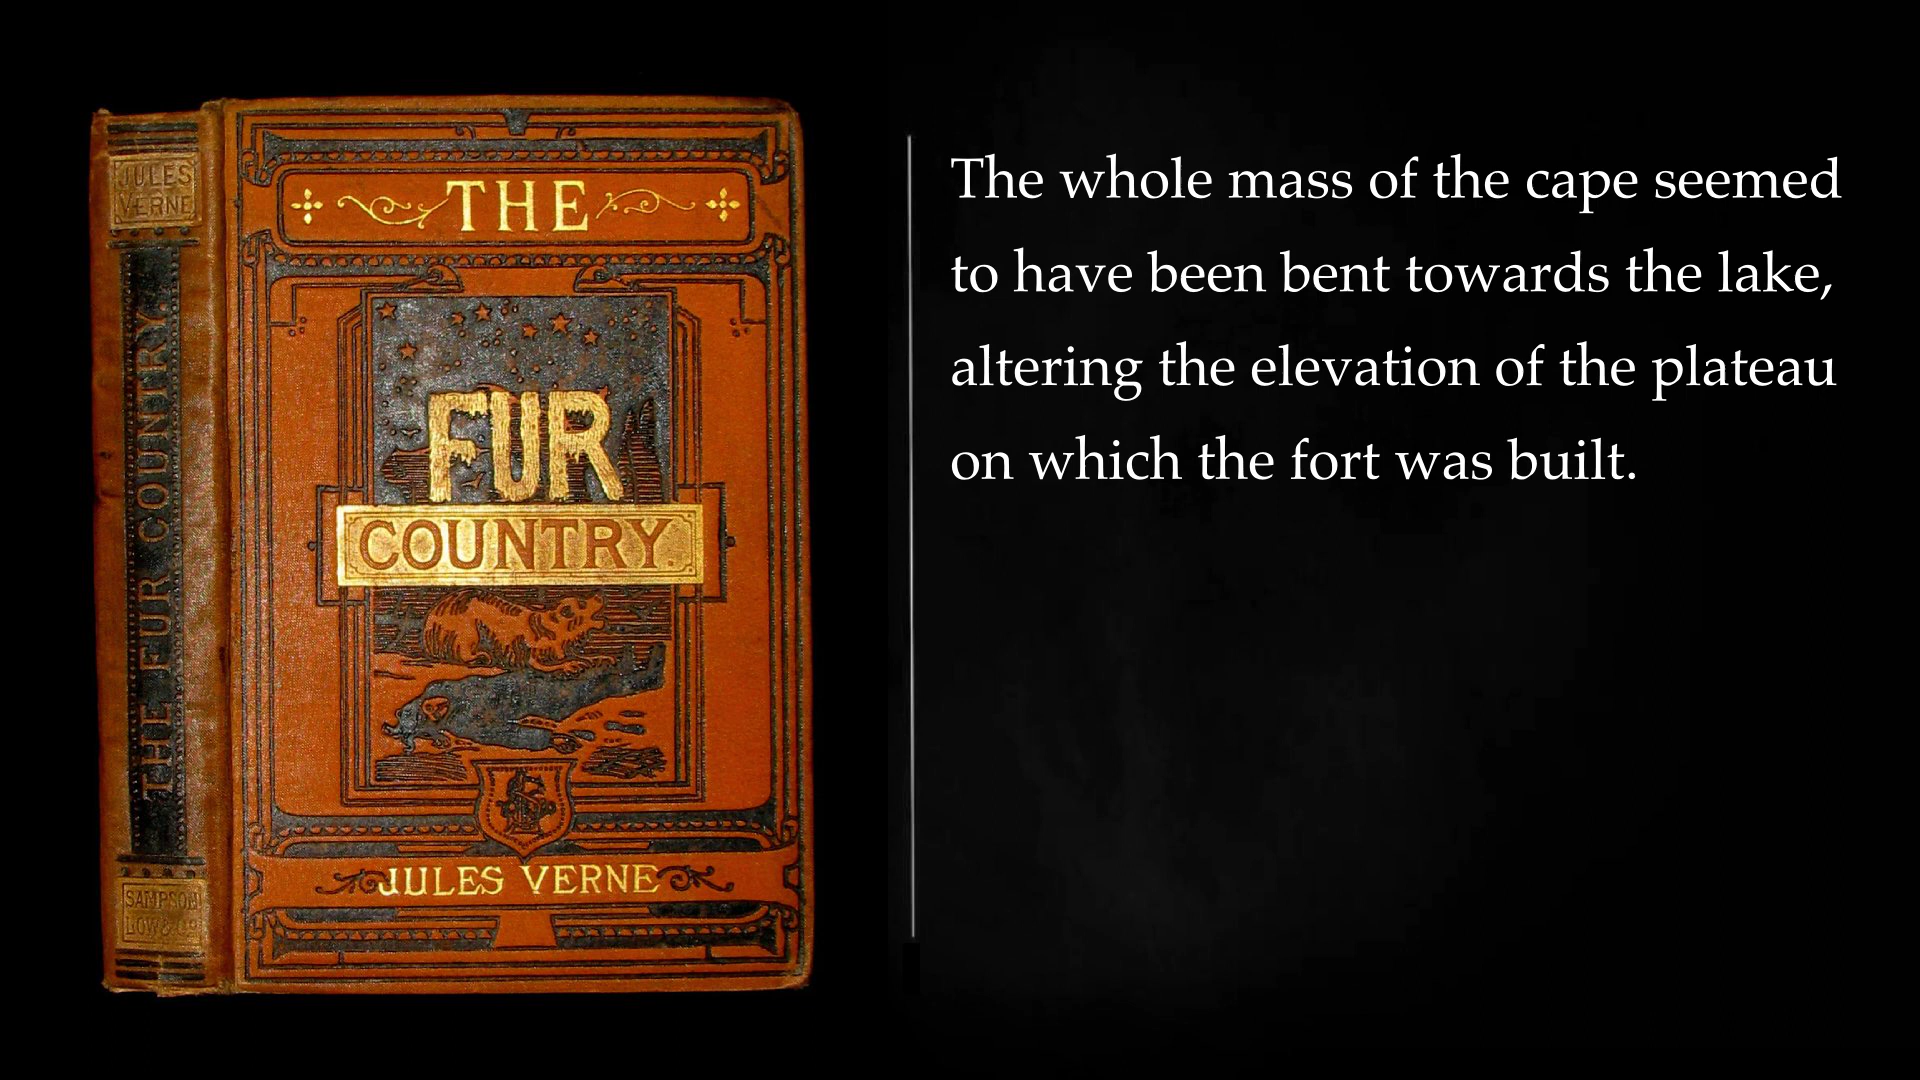 JULES
VERNE
THE FUR COUNTRY.
SAMPSON
LOW & Co
THE
FUR
COUNTRY.
JULES VERNE
The whole mass of the cape seemed
to have been bent towards the lake,
altering the elevation of the plateau
on which the fort was built.